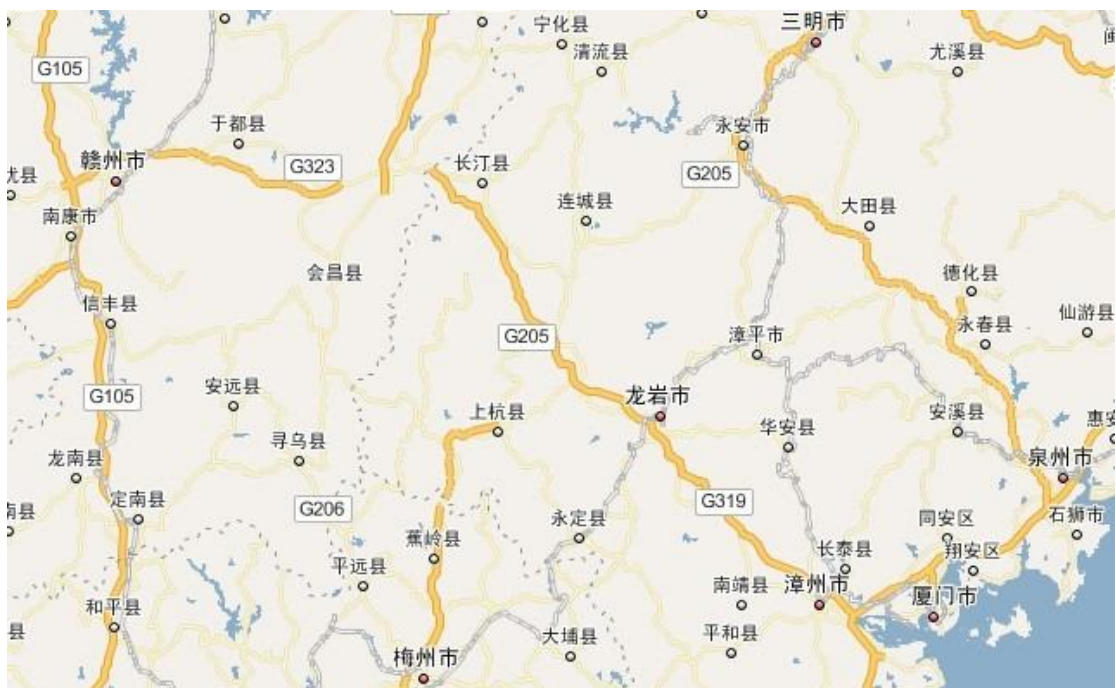 宁化县
三明市
闽
清流县
尤溪县
G105
于都县
永安市
赣州市
G323
长汀县
G205
犹县
连城县
大田县
南康市
会昌县
德化县
信丰县
仙游县
永春县
G205
漳平市
安远县
G105
龙岩市
上杭县
安溪县
惠安
华安县
寻乌县
龙南县
泉州市
定南县
G206
G319
南县
永定县
同安区
石狮市
蕉岭县
翔安区
长泰县
平远县
南靖县
漳州市
厦门市
和平县
县
大埔县
平和县
梅州市